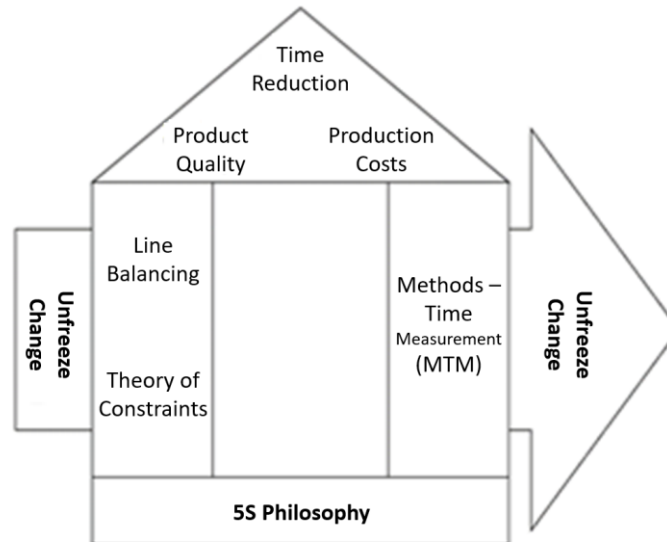 Time
Reduction
Product
Quality
Production
Costs
Line
Balancing
Theory of
Constraints
Methods –
Time
Measurement
(MTM)
Unfreeze
Change
Unfreeze
Change
5S Philosophy